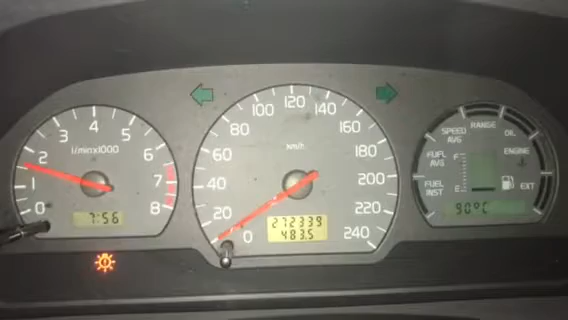 0 1 2 3 4 5 6 7 8
1/minx1000
7:56
0 20 40 60 80 100 120 140 160 180 200 220 240
km/h
272339
483.5
SPEED AVG
RANGE
OIL
FUEL AVG
F
ENGINE
FUEL INST
E
EXT
90°C